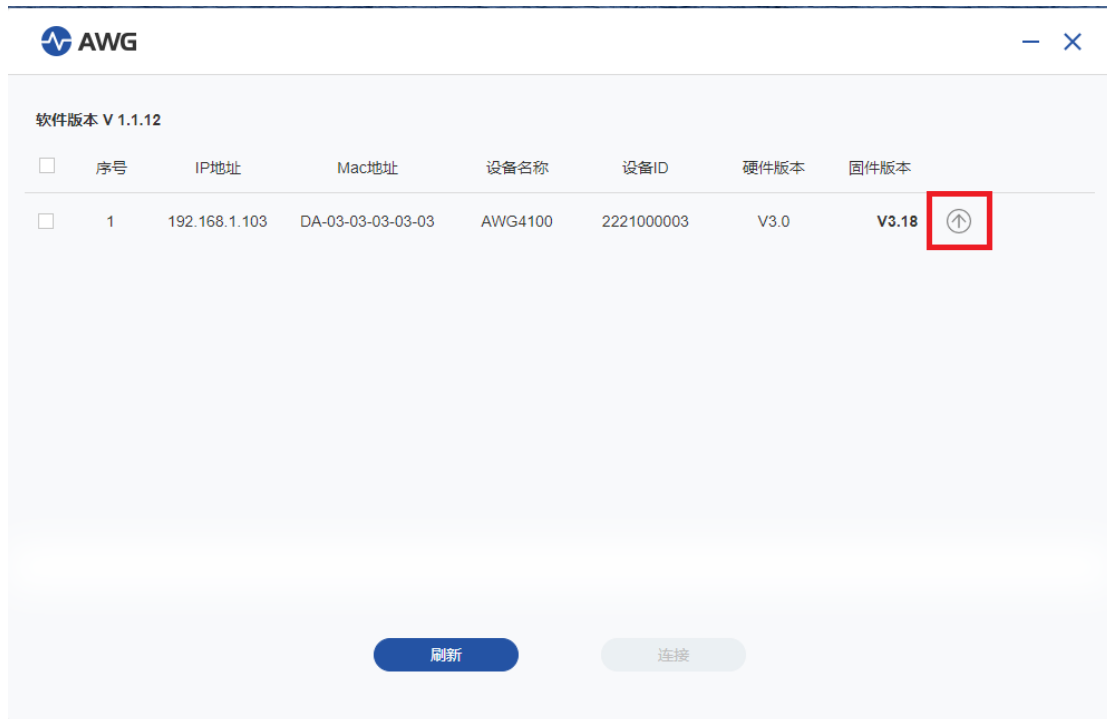 AWG
软件版本 V 1.1.12
序号 IP地址 Mac地址 设备名称 设备ID 硬件版本 固件版本
1 192.168.1.103 DA-03-03-03-03-03 AWG4100 2221000003 V3.0 V3.18
刷新 连接